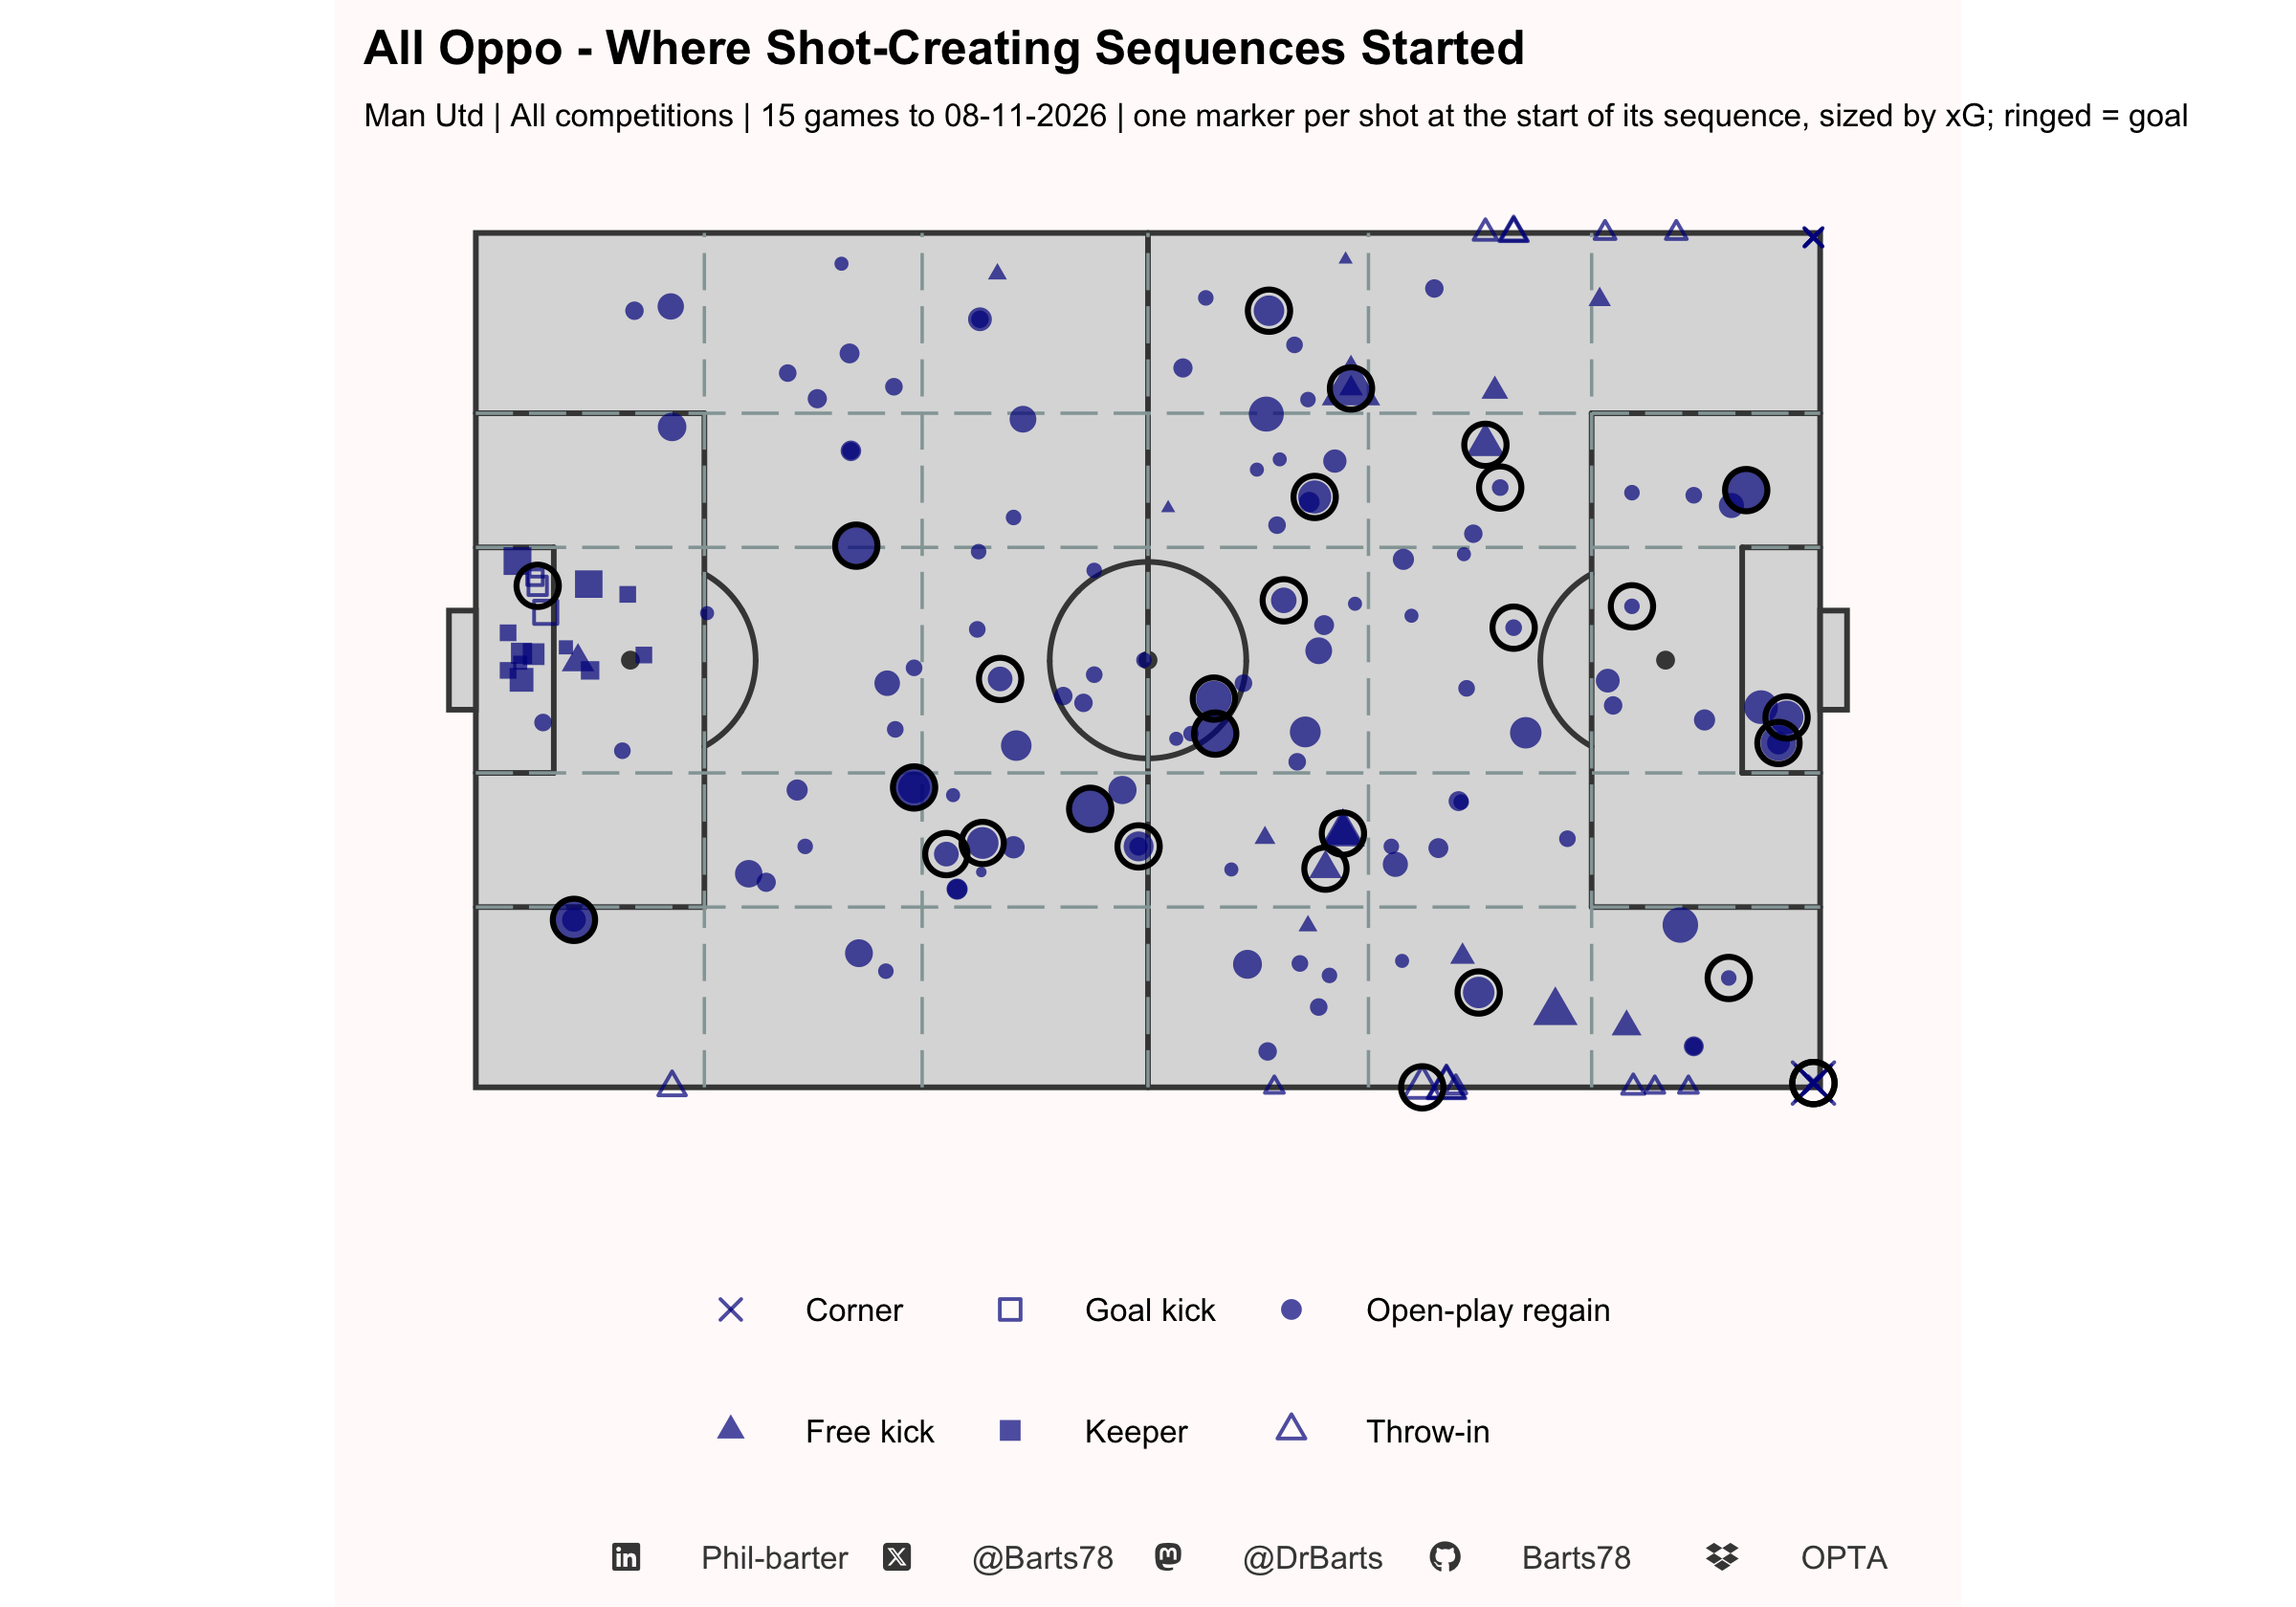 All Oppo - Where Shot-Creating Sequences Started
Man Utd | All competitions | 15 games to 08-11-2026 | one marker per shot at the start of its sequence, sized by xG; ringed = goal
Corner
Goal kick
Open-play regain
Free kick
Keeper
Throw-in
Phil-barter
@Barts78
@DrBarts
Barts78
OPTA